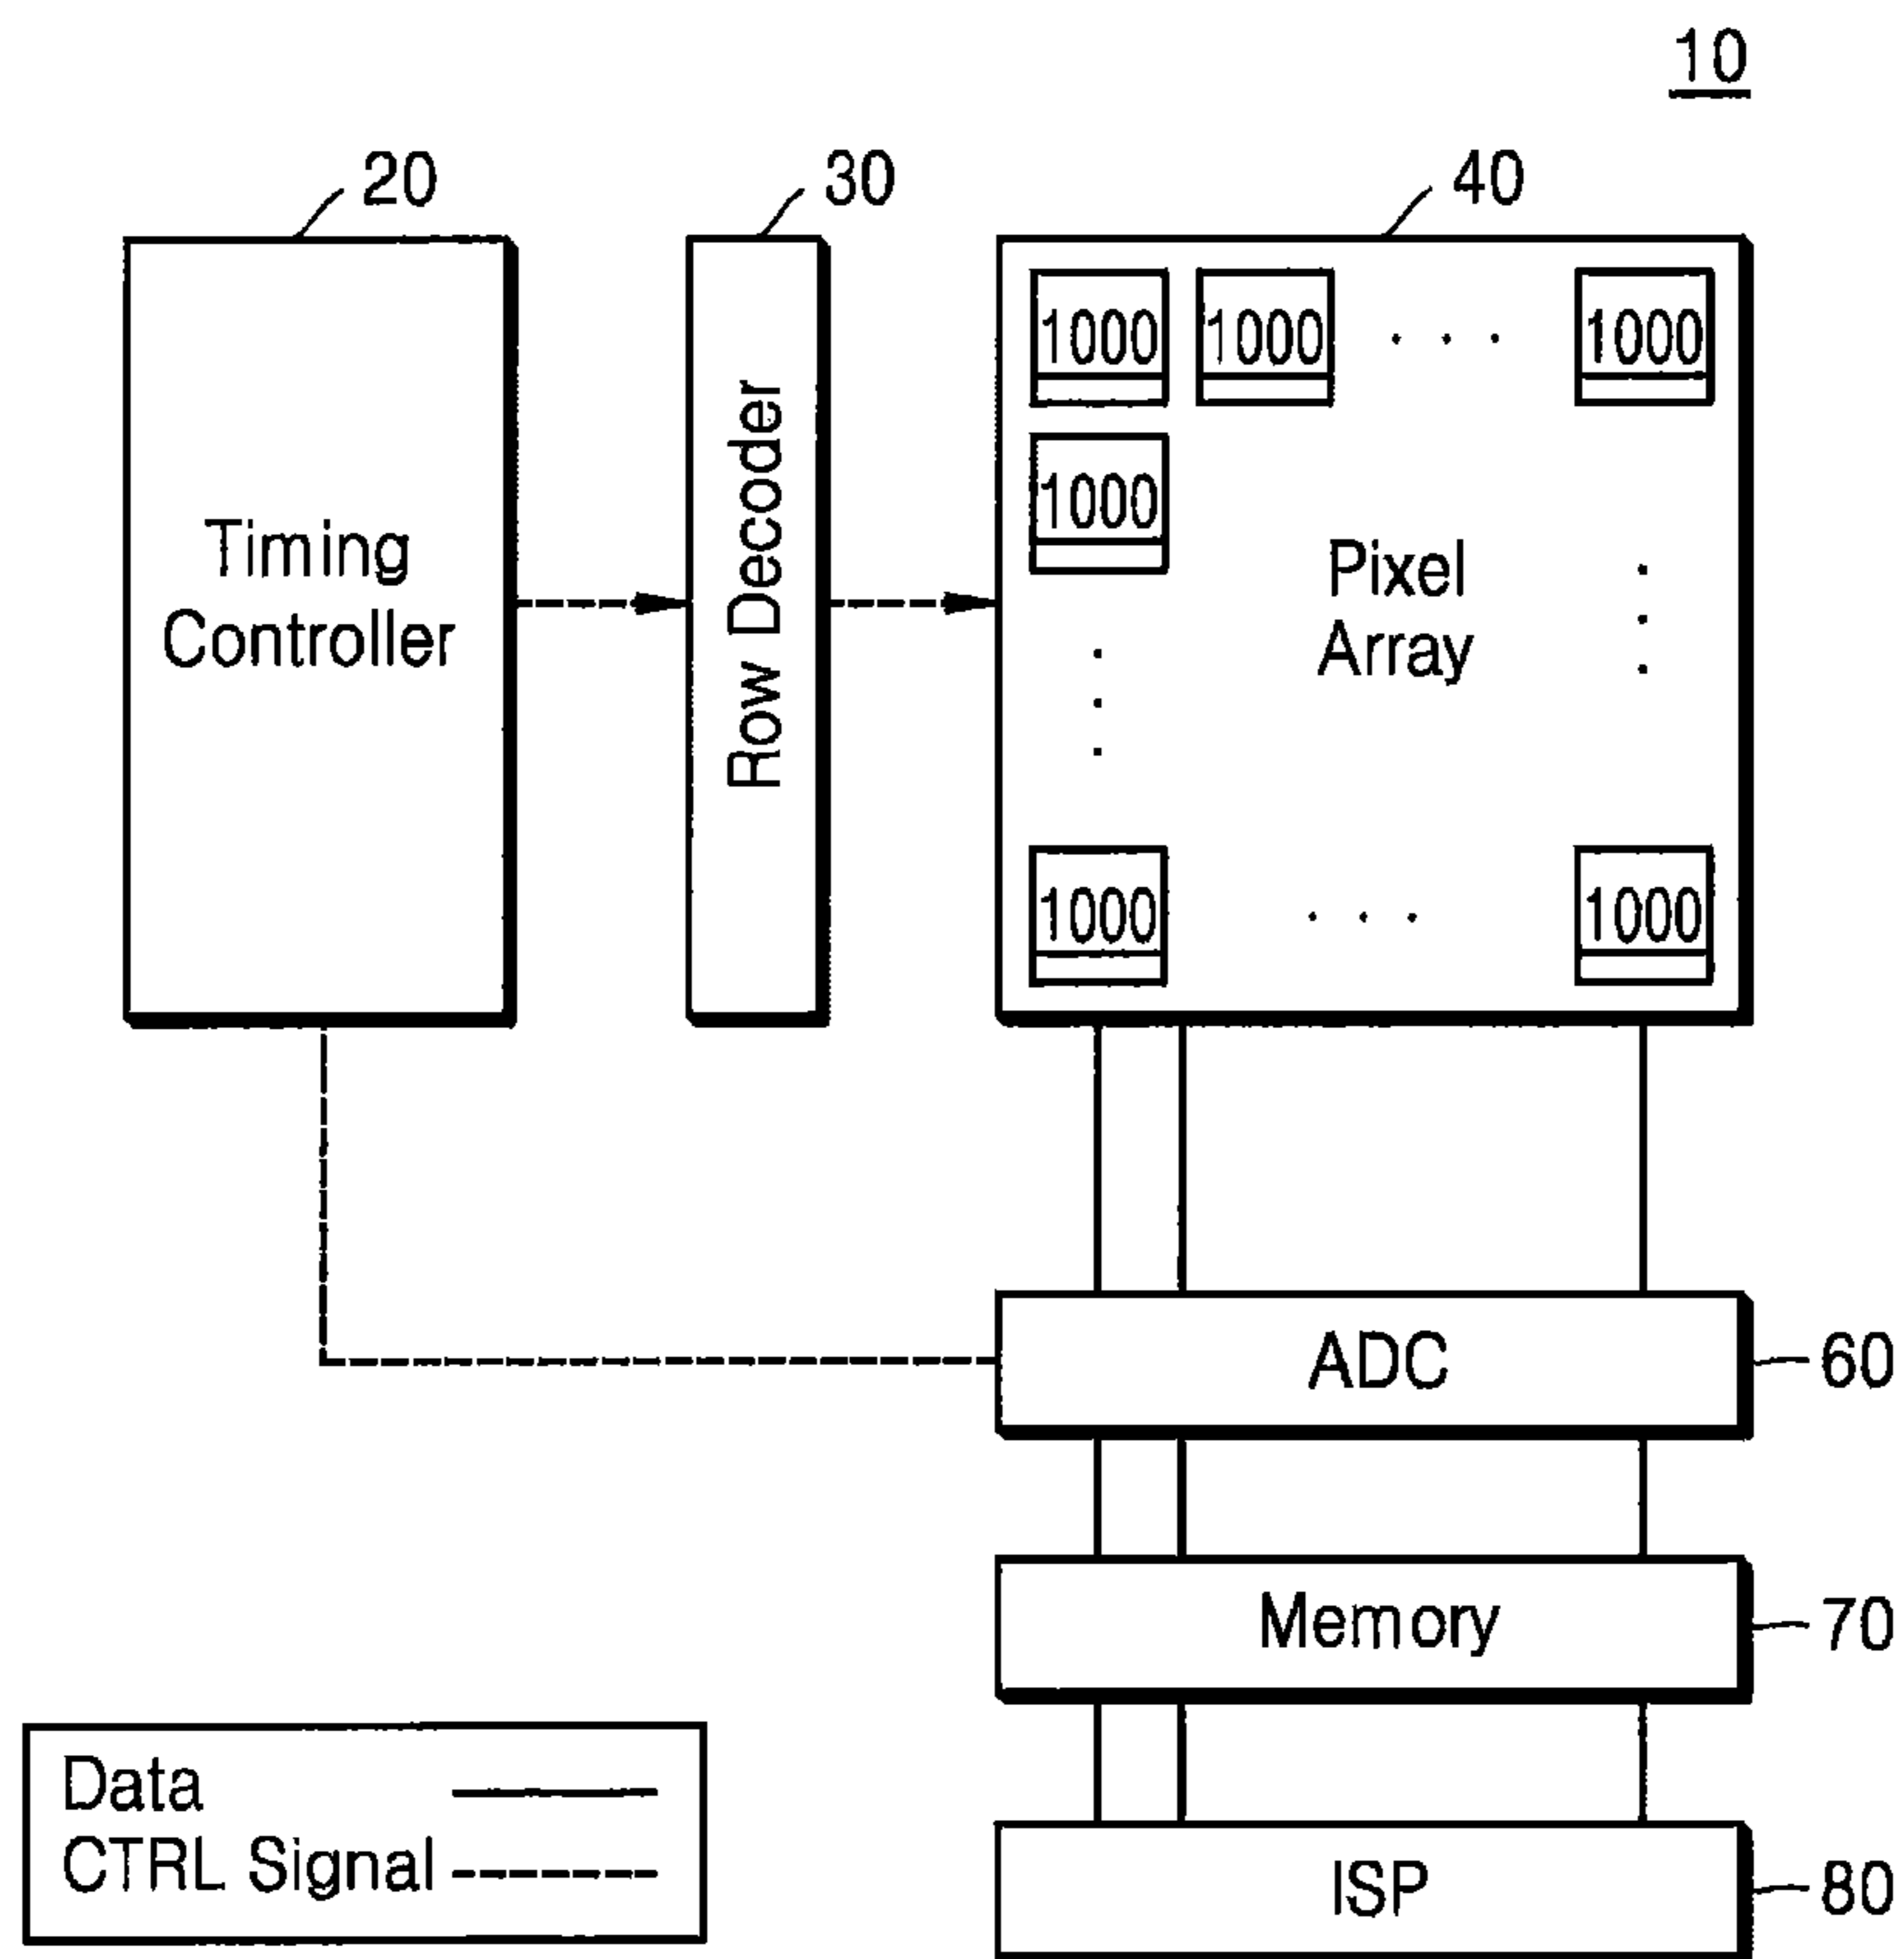 10
20
30
40
1000 1000 . . . 1000
1000
Timing
Controller
Row Decoder
Pixel
Array
1000 . . . 1000
ADC
60
Memory
70
Data
CTRL Signal
ISP
80